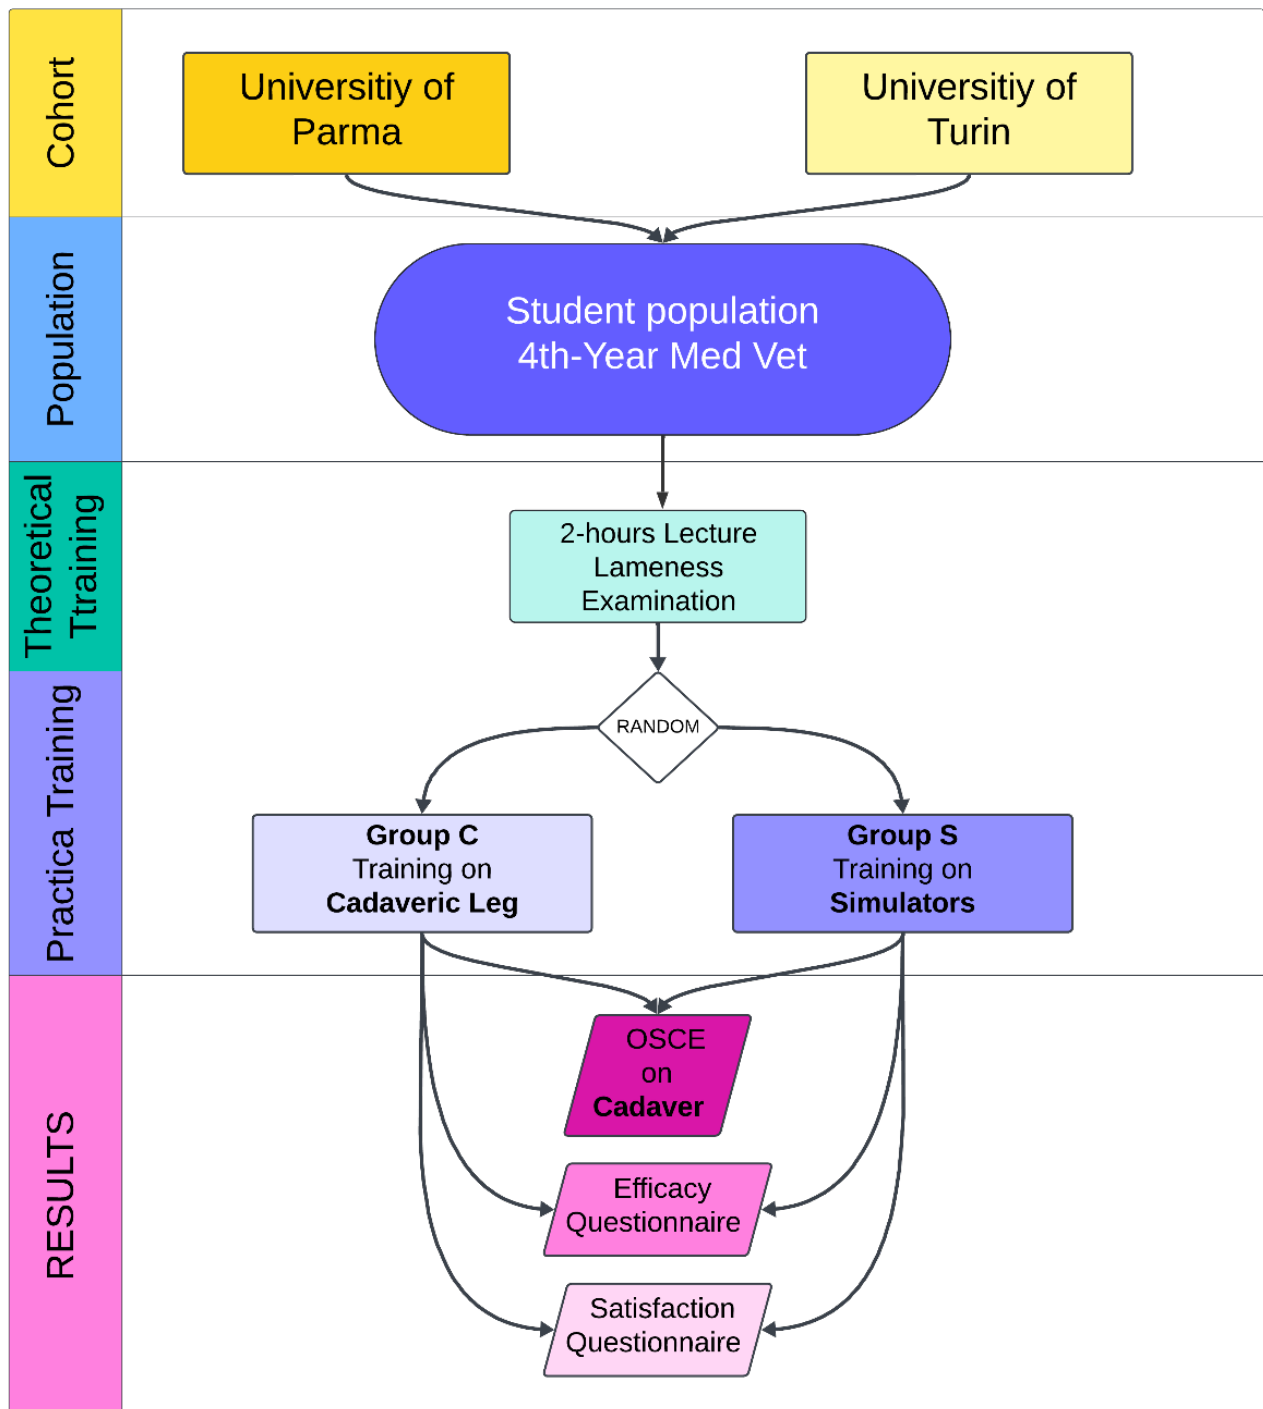 Cohort
Universitiy of
Parma
Universitiy of
Turin
Population
Student population
4th-Year Med Vet
Theoretical
Ttraining
2-hours Lecture
Lameness
Examination
Practica Training
RANDOM
Group C
Training on
Cadaveric Leg
Group S
Training on
Simulators
RESULTS
OSCE
on
Cadaver
Efficacy
Questionnaire
Satisfaction
Questionnaire